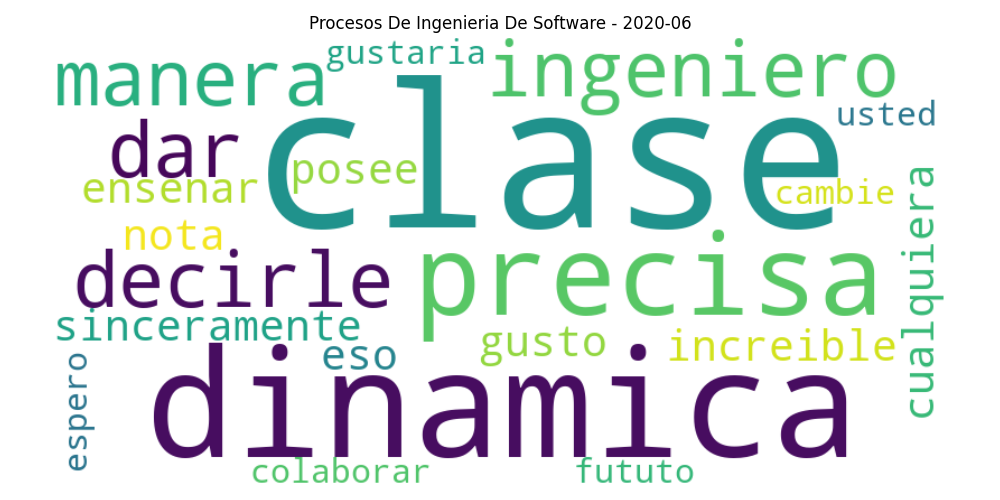 Procesos De Ingenieria De Software - 2020-06
gustaria
manera
ingeniero
clase
usted
dar
posee
ensenar
cambie
cualquiera
nota
precisa
decirle
sinceramente
gusto
increible
eso
dinamica
espero
colaborar
fututo